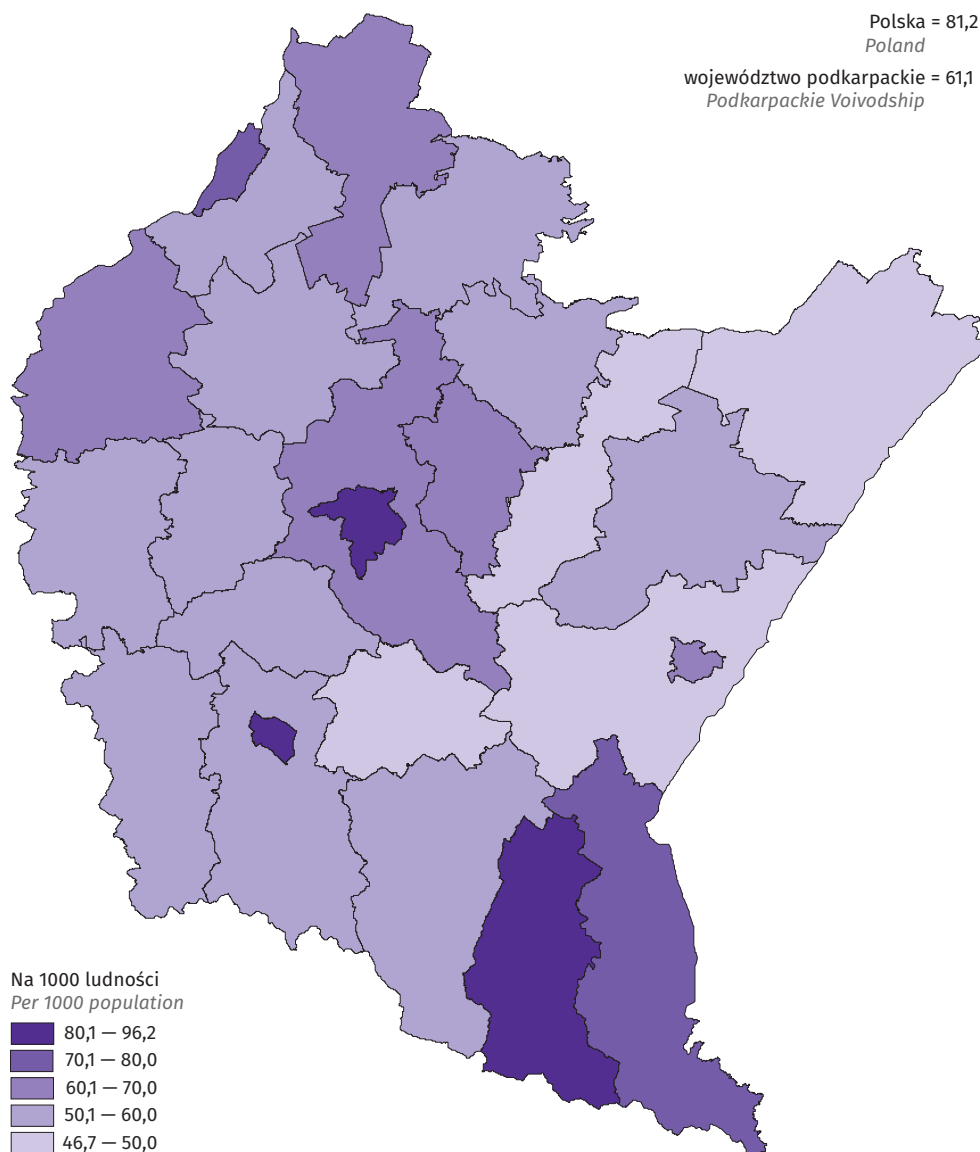 Polska = 81,2
Poland
województwo podkarpackie = 61,1
Podkarpackie Voivodship
Na 1000 ludności
Per 1000 population
80,1 — 96,2
70,1 — 80,0
60,1 — 70,0
50,1 — 60,0
46,7 — 50,0